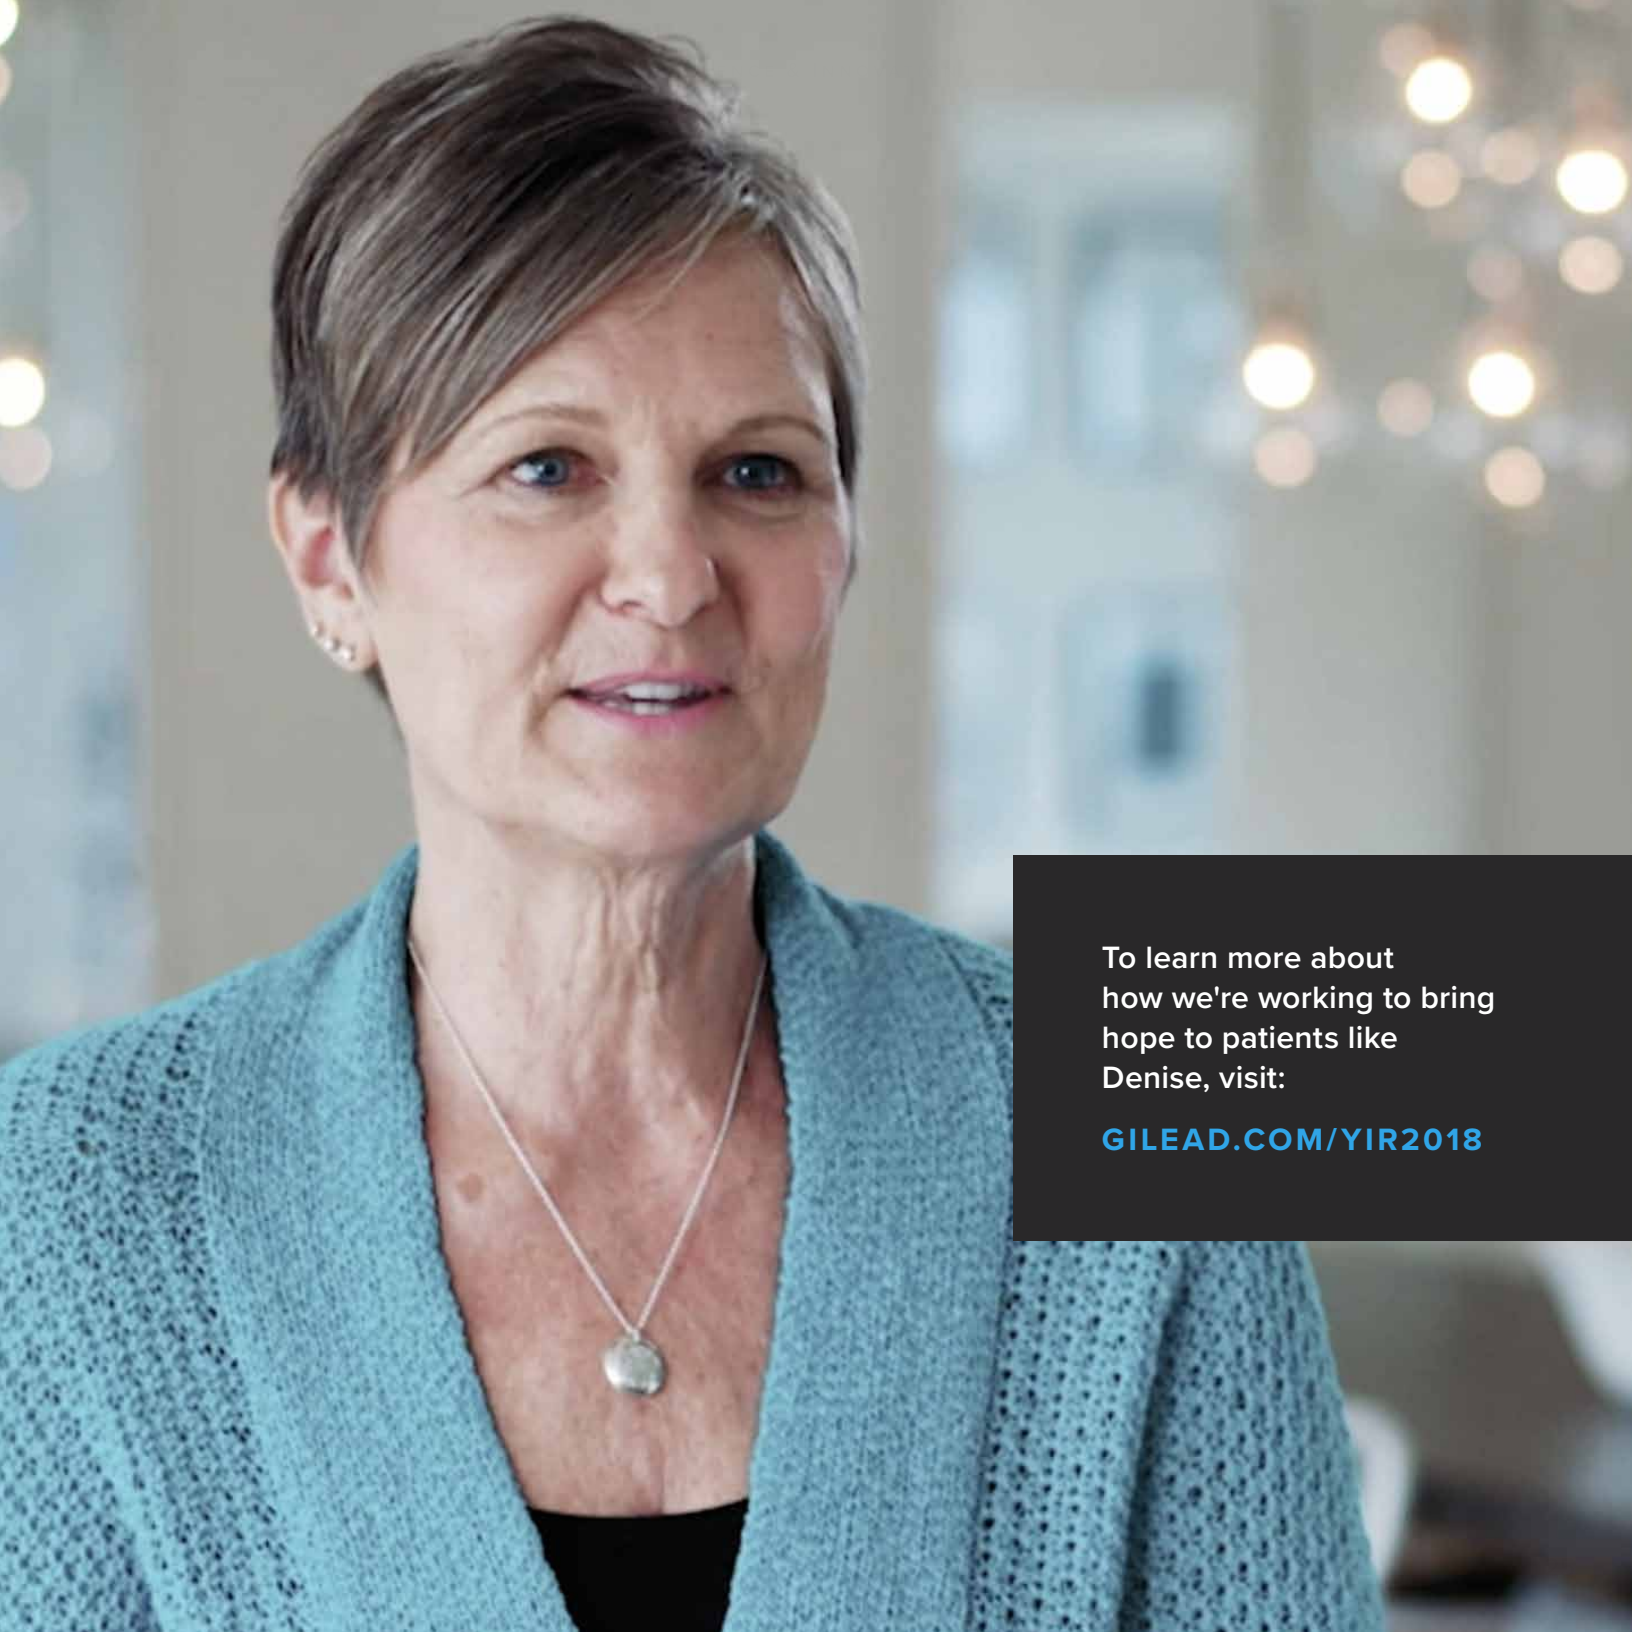 To learn more about
how we're working to bring
hope to patients like
Denise, visit:
GILEAD.COM/YIR2018